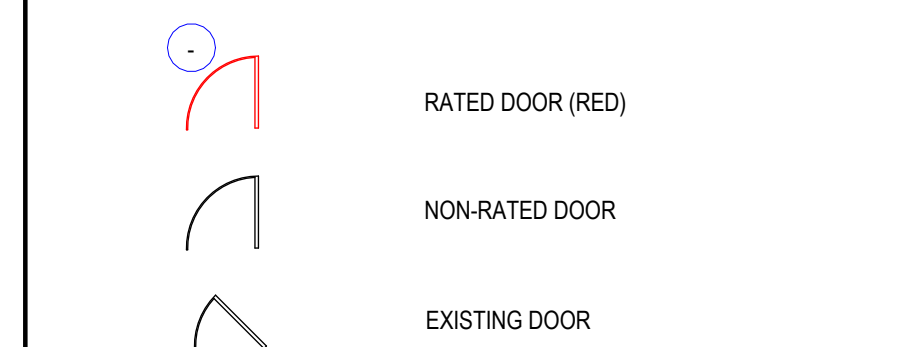 -
RATED DOOR (RED)
NON-RATED DOOR
EXISTING DOOR